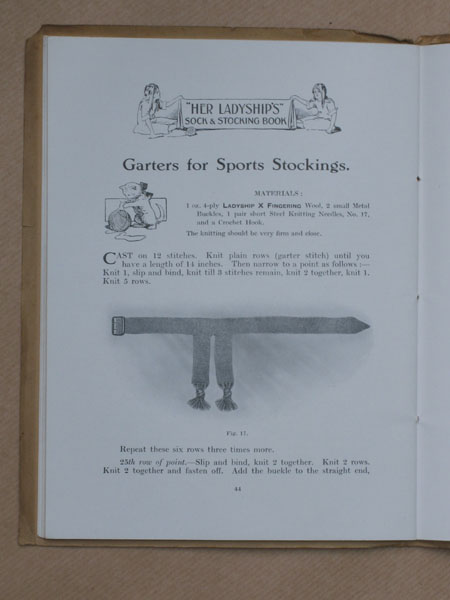 "HER LADYSHIP'S"
SOCK & STOCKING BOOK
Garters for Sports Stockings.
MATERIALS:
1 oz. 4-ply LADYSHIP X FINGERING Wool, 2 small Metal
Buckles, 1 pair short Steel Knitting Needles, No. 17,
and a Crochet Hook.
The knitting should be very firm and close.
CAST on 12 stitches. Knit plain rows (garter stitch) until you
have a length of 14 inches. Then narrow to a point as follows:—
Knit 1, slip and bind, knit till 3 stitches remain, knit 2 together, knit 1.
Knit 5 rows.
Fig. 17.
Repeat these six rows three times more.
25th row of point.—Slip and bind, knit 2 together. Knit 2 rows.
Knit 2 together and fasten off. Add the buckle to the straight end,
44